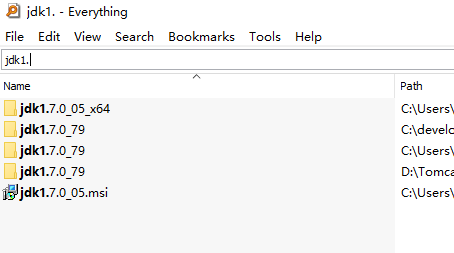 jdk1. - Everything
File Edit View Search Bookmarks Tools Help
jdk1.
Name Path
jdk1.7.0_05_x64 C:\Users\
jdk1.7.0_79 C:\develo
jdk1.7.0_79 C:\Users\
jdk1.7.0_79 D:\Tomca
jdk1.7.0_05.msi C:\Users\